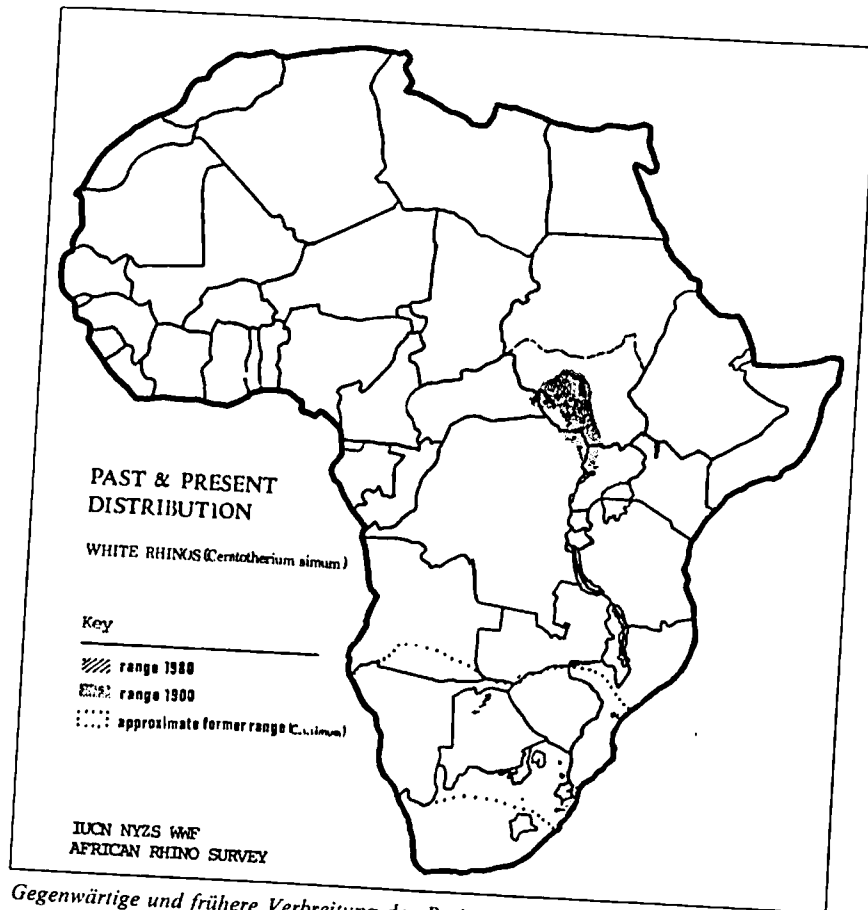 PAST & PRESENT
DISTRIBUTION
WHITE RHINOS (Ceratotherium simum)
Key
range 1980
range 1900
approximate former range (C.s.simum)
IUCN NYZS WWF
AFRICAN RHINO SURVEY
Gegenwärtige und frühere Verbreitung